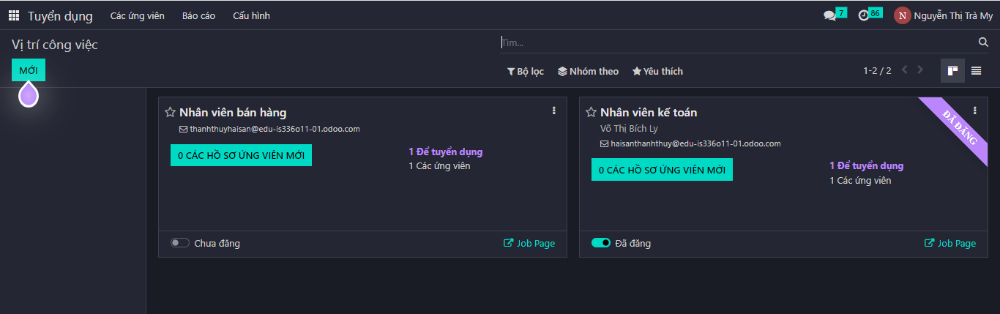 Tuyển dụng Các ứng viên Báo cáo Cấu hình 7 86 N Nguyễn Thị Trà My
Vị trí công việc Tìm...
MỚI Bộ lọc Nhóm theo Yêu thích 1-2 / 2
Nhân viên bán hàng
thanhthuyhaisan@edu-is336o11-01.odoo.com
0 CÁC HỒ SƠ ỨNG VIÊN MỚI
1 Để tuyển dụng
1 Các ứng viên
Chưa đăng Job Page
Nhân viên kế toán
ĐÃ ĐĂNG
Võ Thị Bích Ly
haisanthanhthuy@edu-is336o11-01.odoo.com
0 CÁC HỒ SƠ ỨNG VIÊN MỚI
1 Để tuyển dụng
1 Các ứng viên
Đã đăng Job Page